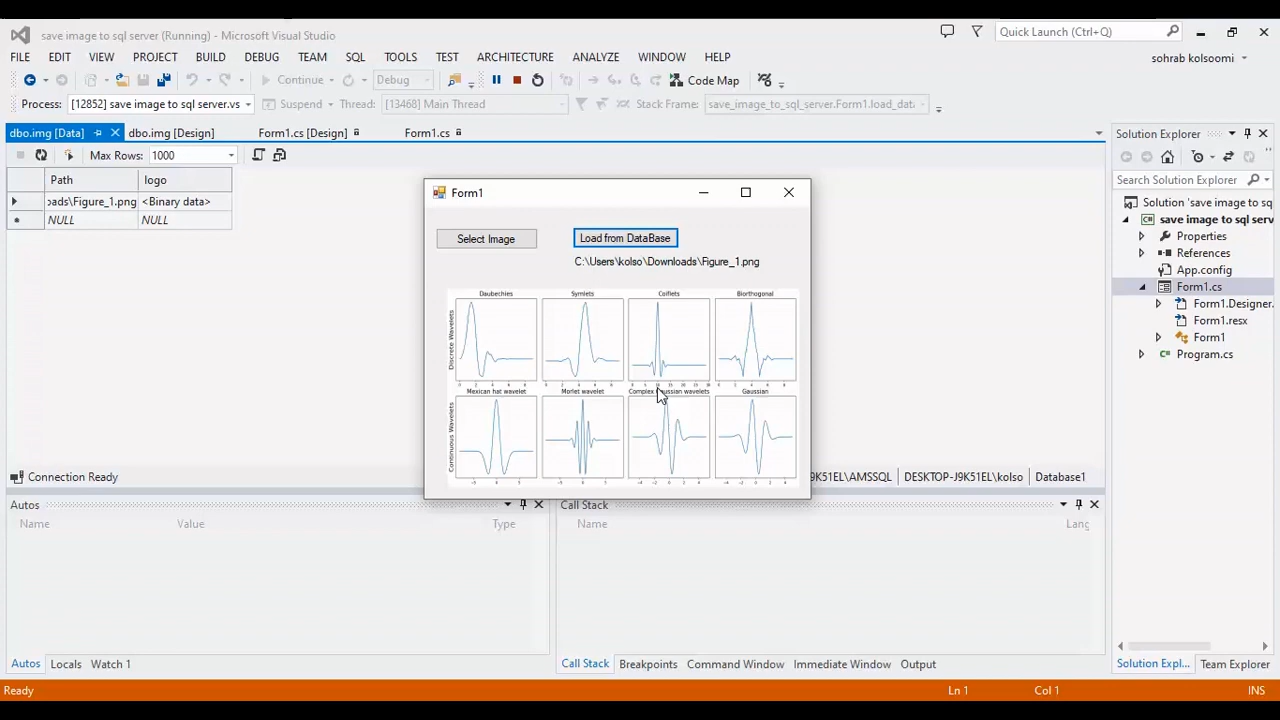 save image to sql server (Running) - Microsoft Visual Studio
Quick Launch (Ctrl+Q)
FILE EDIT VIEW PROJECT BUILD DEBUG TEAM SQL TOOLS TEST ARCHITECTURE ANALYZE WINDOW HELP
sohrab kolsoomi
Continue Debug Code Map
Process: [12852] save image to sql server.vs Suspend Thread: [13468] Main Thread Stack Frame: save_image_to_sql_server.Form1.load_dat
dbo.img [Data] dbo.img [Design] Form1.cs [Design] Form1.cs
Max Rows: 1000
Path logo
oads\Figure_1.png <Binary data>
NULL NULL
Form1
Select Image Load from DataBase
C:\Users\kolso\Downloads\Figure_1.png
Daubechies Symlets Coiflets Biorthogonal
Discrete Wavelets
Mexican hat wavelet Morlet wavelet Complex Gaussian wavelets Gaussian
Continuous Wavelets
Connection Ready
J9K51EL\AMSSQL DESKTOP-J9K51EL\kolso Database1
Autos
Name Value Type
Call Stack
Name Lang
Autos Locals Watch 1
Call Stack Breakpoints Command Window Immediate Window Output
Solution Explorer
Search Solution Explorer
Solution 'save image to sq
save image to sql serv
Properties
References
App.config
Form1.cs
Form1.Designer.
Form1.resx
Form1
Program.cs
Solution Expl... Team Explorer
Ready Ln 1 Col 1 INS